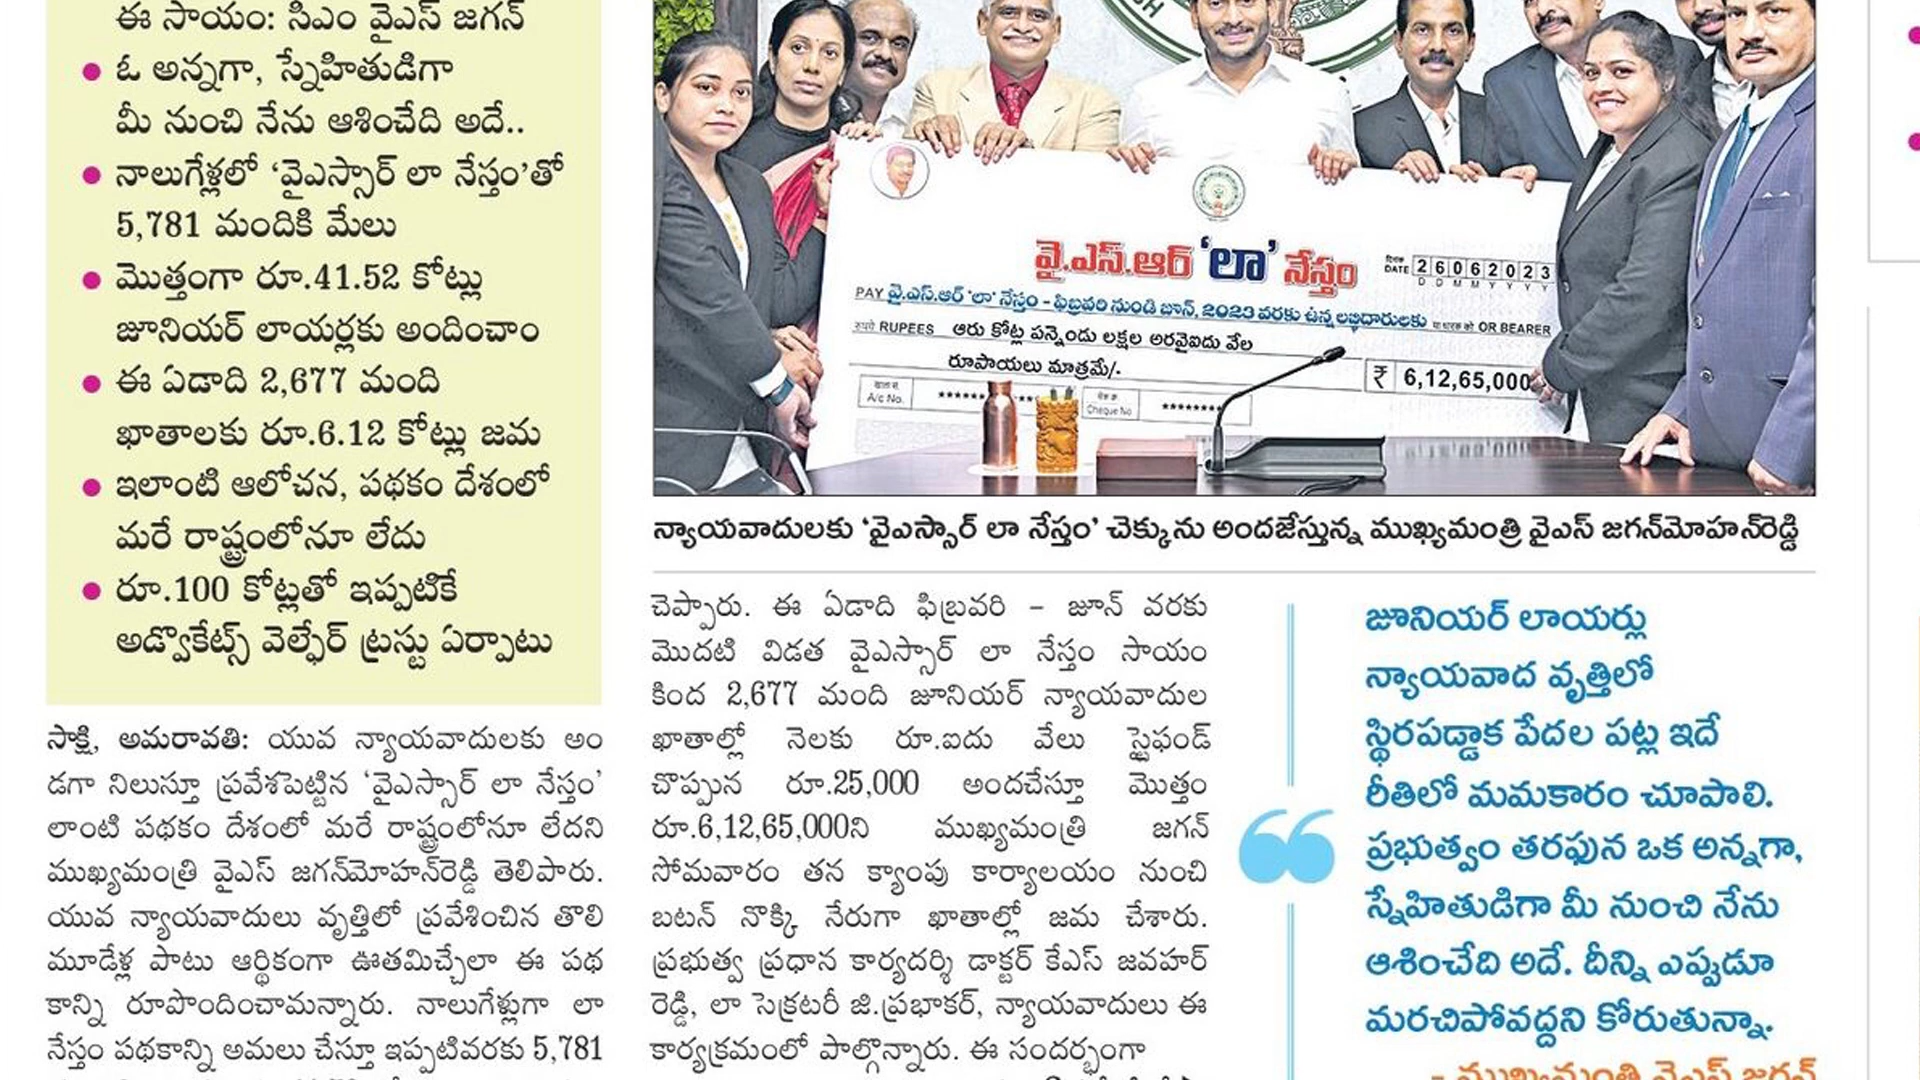 ఈ సాయం: సీఎం వైఎస్ జగన్
● ఓ అన్నగా, స్నేహితుడిగా
మీ నుంచి నేను ఆశించేది అదే..
● నాలుగేళ్లలో ‘వైఎస్సార్ లా నేస్తం’తో
5,781 మందికి మేలు
● మొత్తంగా రూ.41.52 కోట్లు
జూనియర్ లాయర్లకు అందించాం
● ఈ ఏడాది 2,677 మంది
ఖాతాలకు రూ.6.12 కోట్లు జమ
● ఇలాంటి ఆలోచన, పథకం దేశంలో
మరే రాష్ట్రంలోనూ లేదు
● రూ.100 కోట్లతో ఇప్పటికే
అడ్వొకేట్స్ వెల్ఫేర్ ట్రస్టు ఏర్పాటు
సాక్షి, అమరావతి: యువ న్యాయవాదులకు అం
డగా నిలుస్తూ ప్రవేశపెట్టిన ‘వైఎస్సార్ లా నేస్తం’
లాంటి పథకం దేశంలో మరే రాష్ట్రంలోనూ లేదని
ముఖ్యమంత్రి వైఎస్ జగన్‌మోహన్‌రెడ్డి తెలిపారు.
యువ న్యాయవాదులు వృత్తిలో ప్రవేశించిన తొలి
మూడేళ్ల పాటు ఆర్థికంగా ఊతమిచ్చేలా ఈ పథ
కాన్ని రూపొందించామన్నారు. నాలుగేళ్లుగా లా
నేస్తం పథకాన్ని అమలు చేస్తూ ఇప్పటివరకు 5,781
వై.ఎస్.ఆర్ ‘లా’ నేస్తం
दिनांक DATE 26062023
D D M M Y Y Y Y
PAY వై.ఎస్.ఆర్ ‘లా’ నేస్తం - ఫిబ్రవరి నుండి జూన్, 2023 వరకు ఉన్న లబ్ధిదారులకు या धारक को OR BEARER
रुपये RUPEES ఆరు కోట్ల పన్నెండు లక్షల అరవైఐదు వేల
రూపాయలు మాత్రమే/-
₹ 6,12,65,000
खाता सं. A/c No.
Cheque No ********
న్యాయవాదులకు ‘వైఎస్సార్ లా నేస్తం’ చెక్కును అందజేస్తున్న ముఖ్యమంత్రి వైఎస్ జగన్‌మోహన్‌రెడ్డి
చెప్పారు. ఈ ఏడాది ఫిబ్రవరి – జూన్ వరకు
మొదటి విడత వైఎస్సార్ లా నేస్తం సాయం
కింద 2,677 మంది జూనియర్ న్యాయవాదుల
ఖాతాల్లో నెలకు రూ.ఐదు వేలు స్టైఫండ్
చొప్పున రూ.25,000 అందచేస్తూ మొత్తం
రూ.6,12,65,000ని ముఖ్యమంత్రి జగన్
సోమవారం తన క్యాంపు కార్యాలయం నుంచి
బటన్ నొక్కి నేరుగా ఖాతాల్లో జమ చేశారు.
ప్రభుత్వ ప్రధాన కార్యదర్శి డాక్టర్ కేఎస్ జవహర్
రెడ్డి, లా సెక్రటరీ జి.ప్రభాకర్, న్యాయవాదులు ఈ
కార్యక్రమంలో పాల్గొన్నారు. ఈ సందర్భంగా
జూనియర్ లాయర్లు
న్యాయవాద వృత్తిలో
స్థిరపడ్డాక పేదల పట్ల ఇదే
రీతిలో మమకారం చూపాలి.
ప్రభుత్వం తరఫున ఒక అన్నగా,
స్నేహితుడిగా మీ నుంచి నేను
ఆశించేది అదే. దీన్ని ఎప్పుడూ
మరచిపోవద్దని కోరుతున్నా.
– ముఖ్యమంత్రి వైఎస్ జగన్